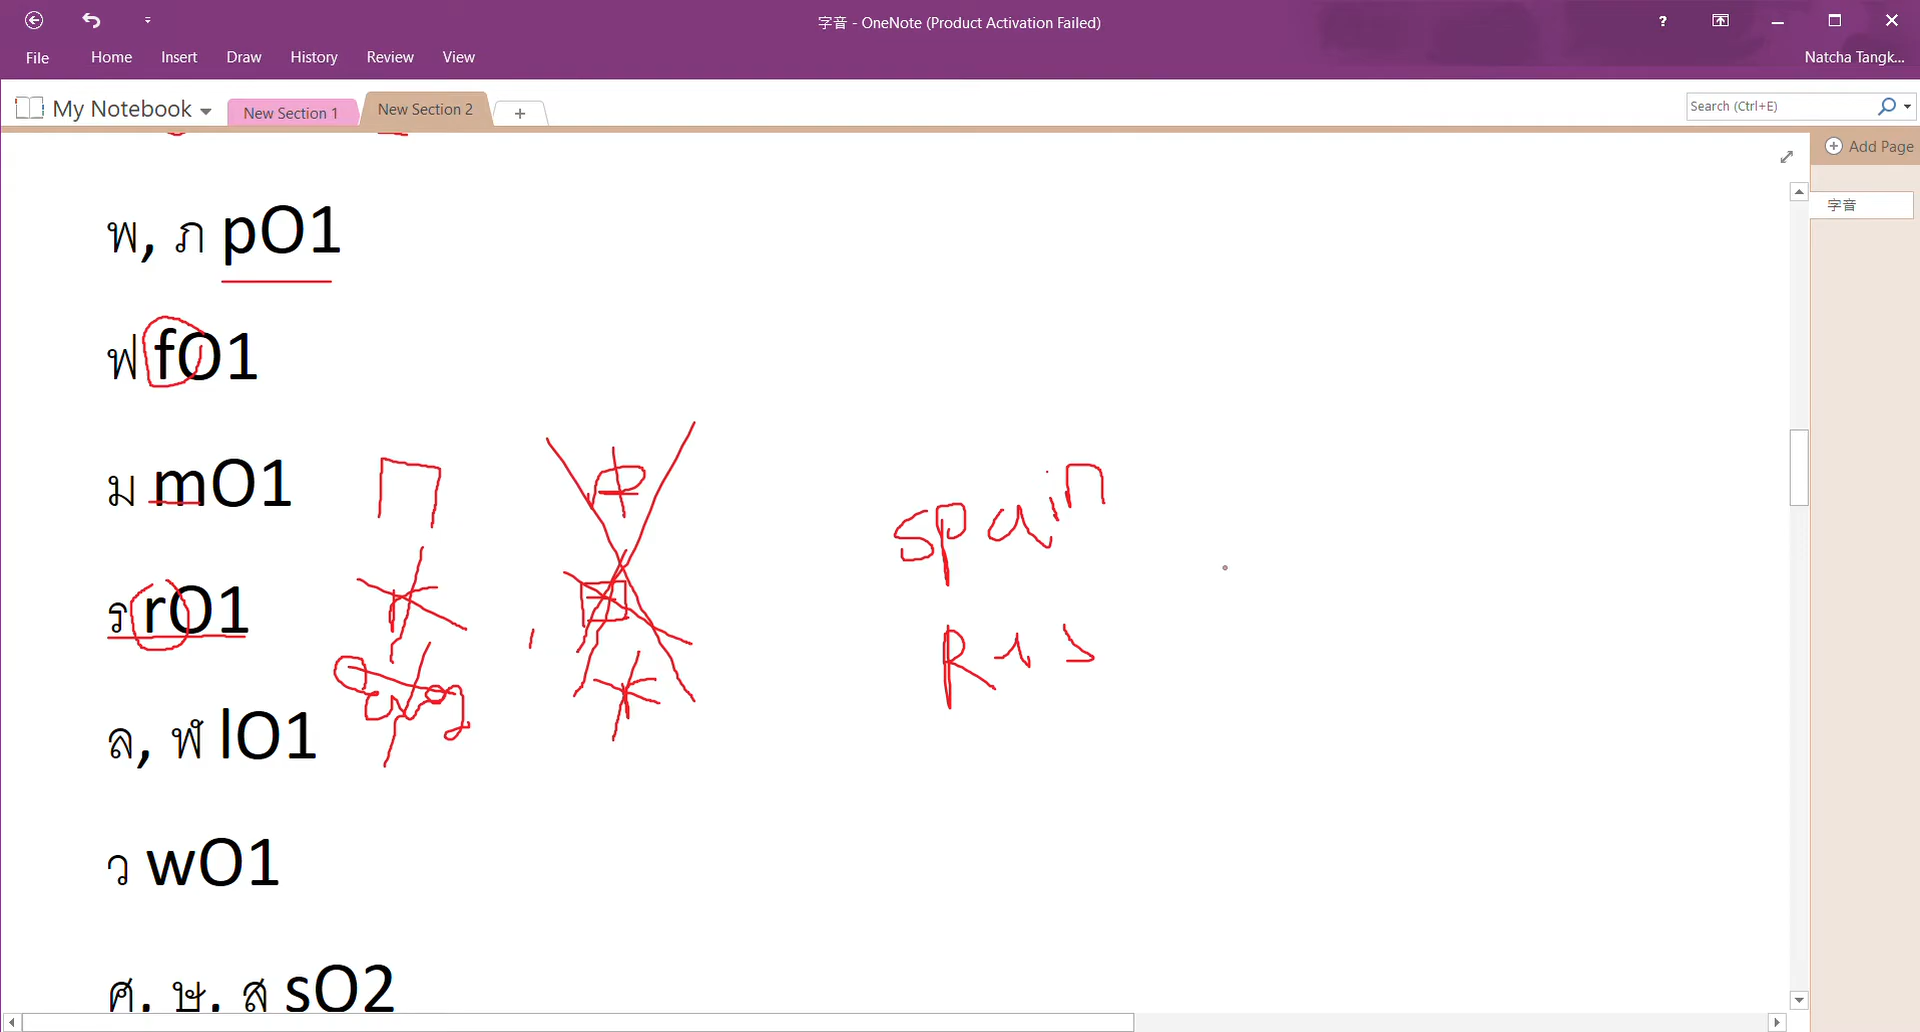 字音 - OneNote (Product Activation Failed)
?
File Home Insert Draw History Review View
Natcha Tangk...
My Notebook
New Section 1
New Section 2
+
Search (Ctrl+E)
Add Page
字音
พ, ภ pO1
ฟ fO1
ม mO1
spain
ร rO1
Rus
ล, ฬ lO1
ว wO1
ศ, ษ, ส sO2